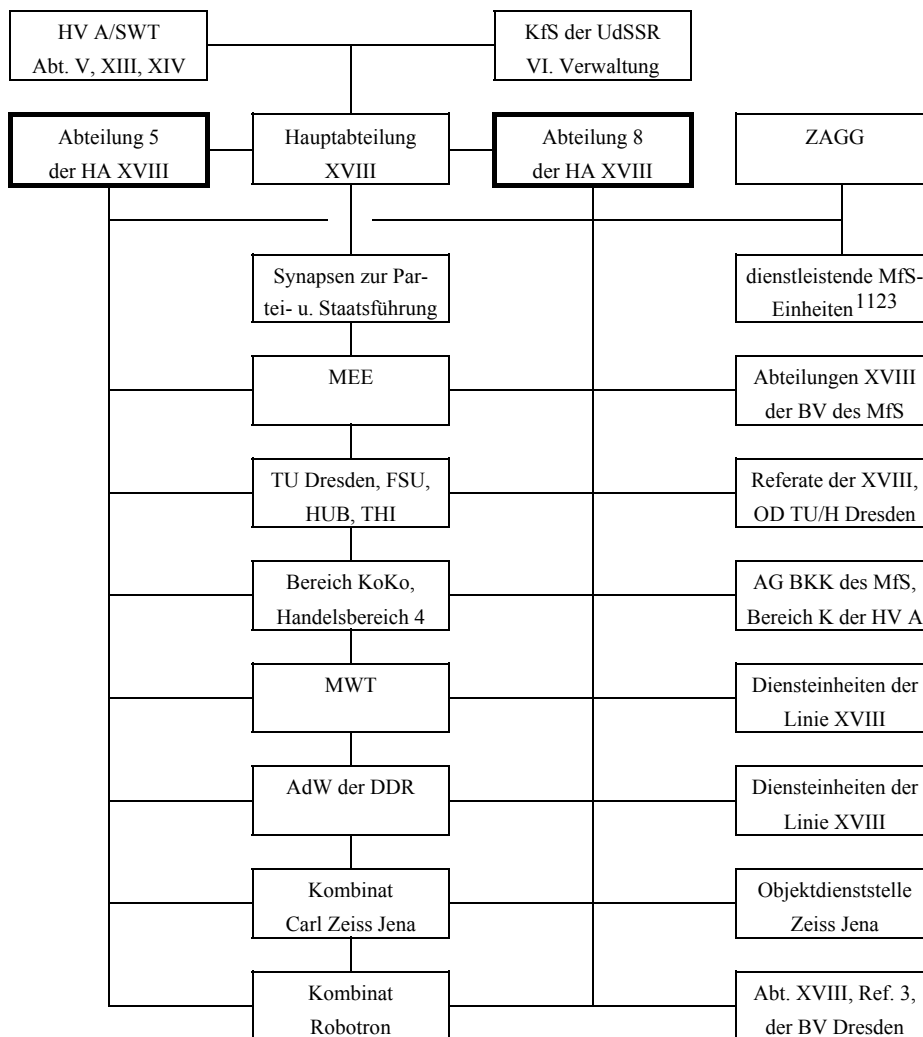 HV A/SWT
Abt. V, XIII, XIV
KfS der UdSSR
VI. Verwaltung
Abteilung 5
der HA XVIII
Hauptabteilung
XVIII
Abteilung 8
der HA XVIII
ZAGG
Synapsen zur Par-
tei- u. Staatsführung
dienstleistende MfS-
Einheiten 1123
MEE
Abteilungen XVIII
der BV des MfS
TU Dresden, FSU,
HUB, THI
Referate der XVIII,
OD TU/H Dresden
Bereich KoKo,
Handelsbereich 4
AG BKK des MfS,
Bereich K der HV A
MWT
Diensteinheiten der
Linie XVIII
AdW der DDR
Diensteinheiten der
Linie XVIII
Kombinat
Carl Zeiss Jena
Objektdienststelle
Zeiss Jena
Kombinat
Robotron
Abt. XVIII, Ref. 3,
der BV Dresden